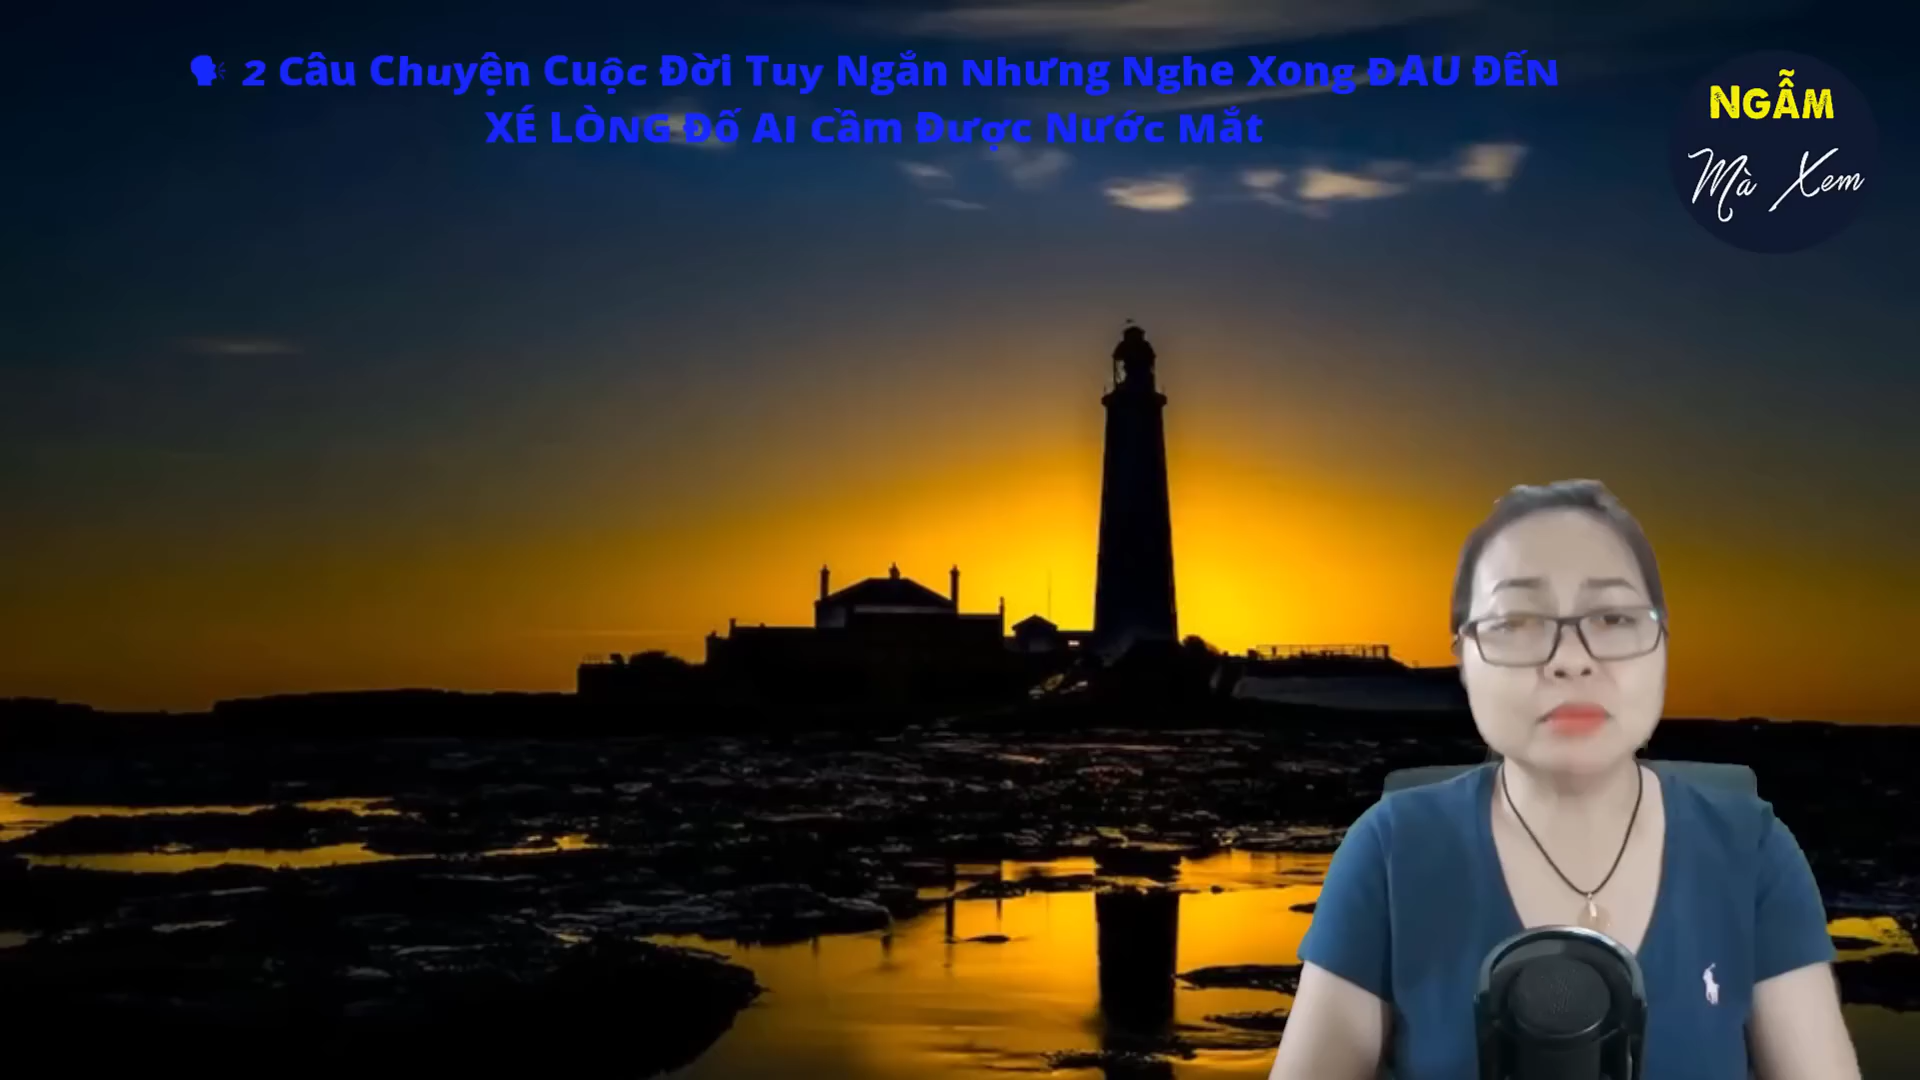 🗣 2 Câu Chuyện Cuộc Đời Tuy Ngắn Nhưng Nghe Xong ĐAU ĐẾN
XÉ LÒNG Đố AI Cầm Được Nước Mắt
NGẪM
Mà Xem